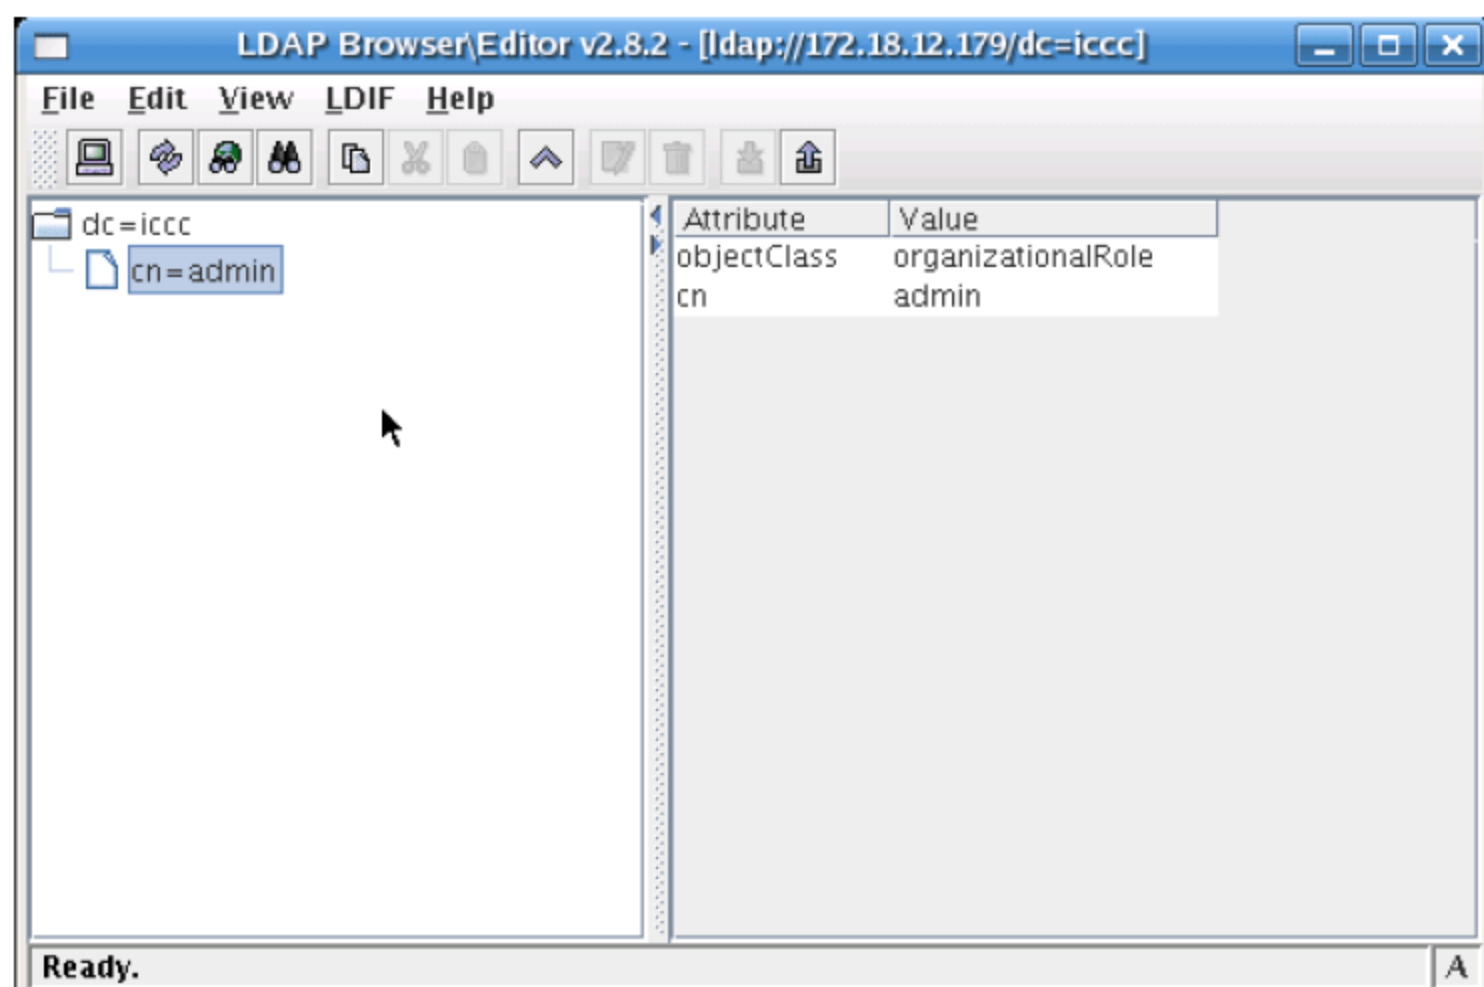 LDAP Browser\Editor v2.8.2 - [ldap://172.18.12.179/dc=iccc]
File Edit View LDIF Help
dc=iccc
cn=admin
Attribute Value
objectClass organizationalRole
cn admin
Ready.
A